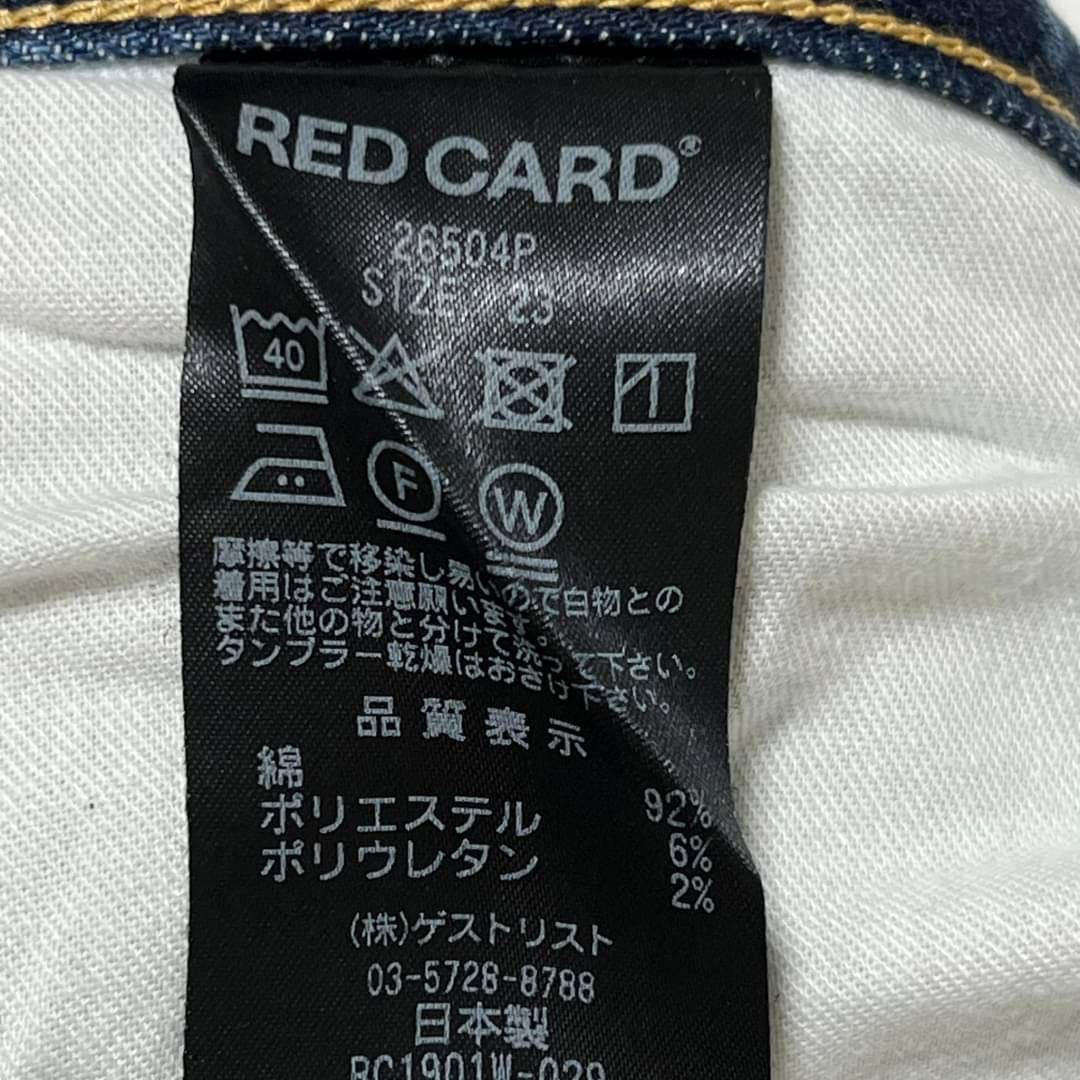 RED CARD®
26504P
SIZE 23
40
F
W
摩擦等で移染し易いので白物との
着用はご注意願います。
また他の物と分けて洗って下さい。
タンブラー乾燥はおさけ下さい。
品質表示
綿 92%
ポリエステル 6%
ポリウレタン 2%
(株)ゲストリスト
03-5728-8788
日本製
RC1901W-029